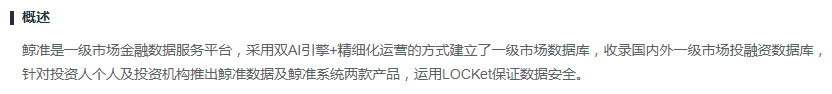 概述
鲸准是一级市场金融数据服务平台，采用双AI引擎+精细化运营的方式建立了一级市场数据库，收录国内外一级市场投融资数据库，
针对投资人个人及投资机构推出鲸准数据及鲸准系统两款产品，运用LOCKet保证数据安全。